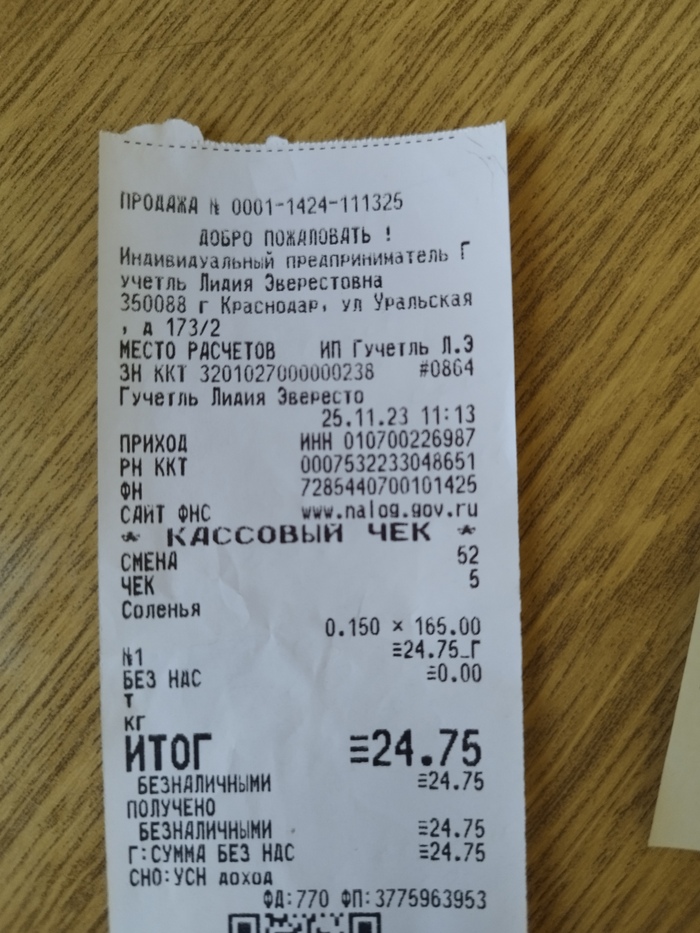 ПРОДАЖА № 0001-1424-111325
ДОБРО ПОЖАЛОВАТЬ !
Индивидуальный предприниматель Г
учетль Лидия Эверестовна
350088 г Краснодар, ул Уральская
, д 173/2
МЕСТО РАСЧЕТОВ ИП Гучетль Л.Э
ЗН ККТ 3201027000000238 #0864
Гучетль Лидия Эвересто
25.11.23 11:13
ПРИХОД ИНН 010700226987
РН ККТ 0007532233048651
ФН 7285440700101425
САЙТ ФНС www.nalog.gov.ru
* КАССОВЫЙ ЧЕК *
СМЕНА 52
ЧЕК 5
Соленья
0.150 × 165.00
№1 ≡24.75_Г
БЕЗ НДС ≡0.00
Т
кг
ИТОГ ≡24.75
БЕЗНАЛИЧНЫМИ ≡24.75
ПОЛУЧЕНО
БЕЗНАЛИЧНЫМИ ≡24.75
Г:СУММА БЕЗ НДС ≡24.75
СНО:УСН доход
ФД:770 ФП:3775963953